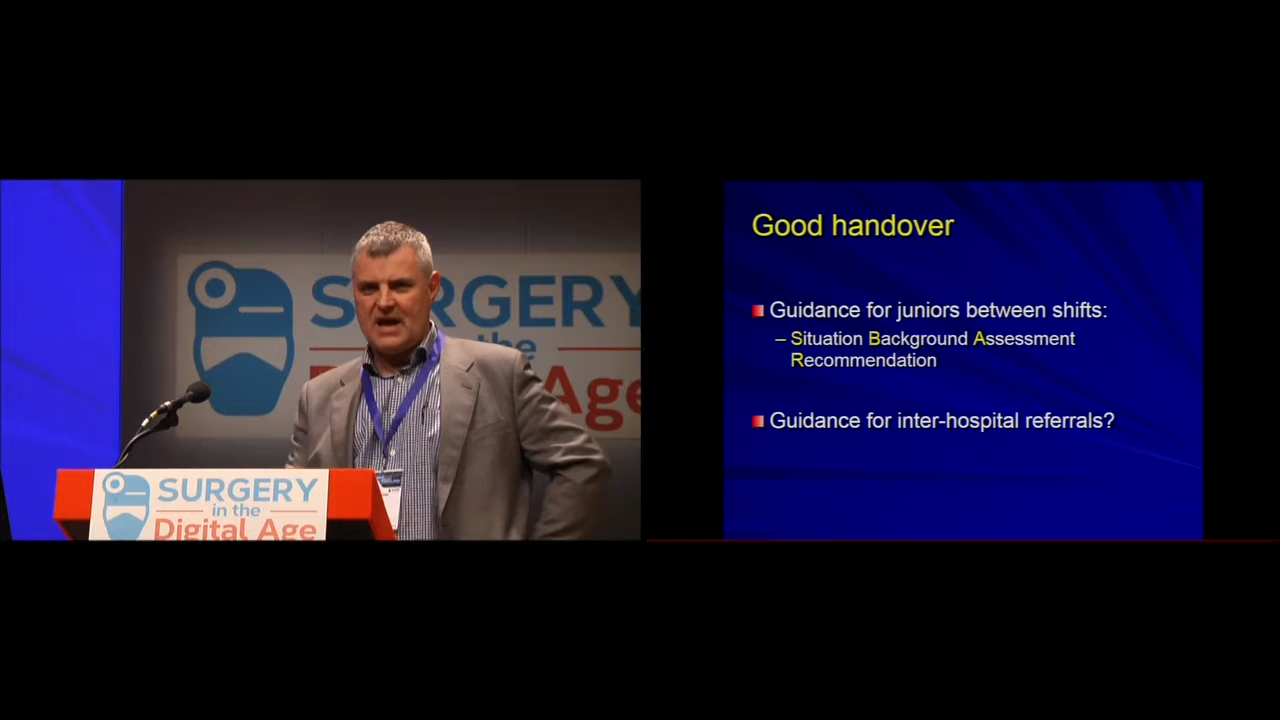 SURGERY
in the
Digital Age
SURGERY
the
Age
Good handover
Guidance for juniors between shifts:
– Situation Background Assessment
Recommendation
Guidance for inter-hospital referrals?